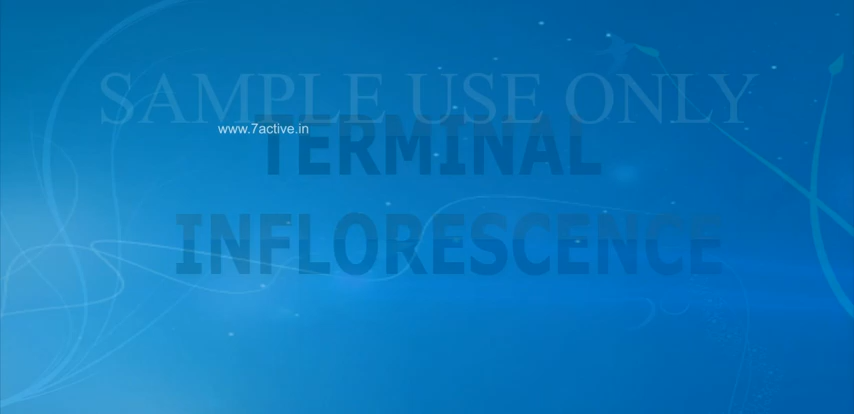 SAMPLE USE ONLY
www.7active.in
TERMINAL
INFLORESCENCE